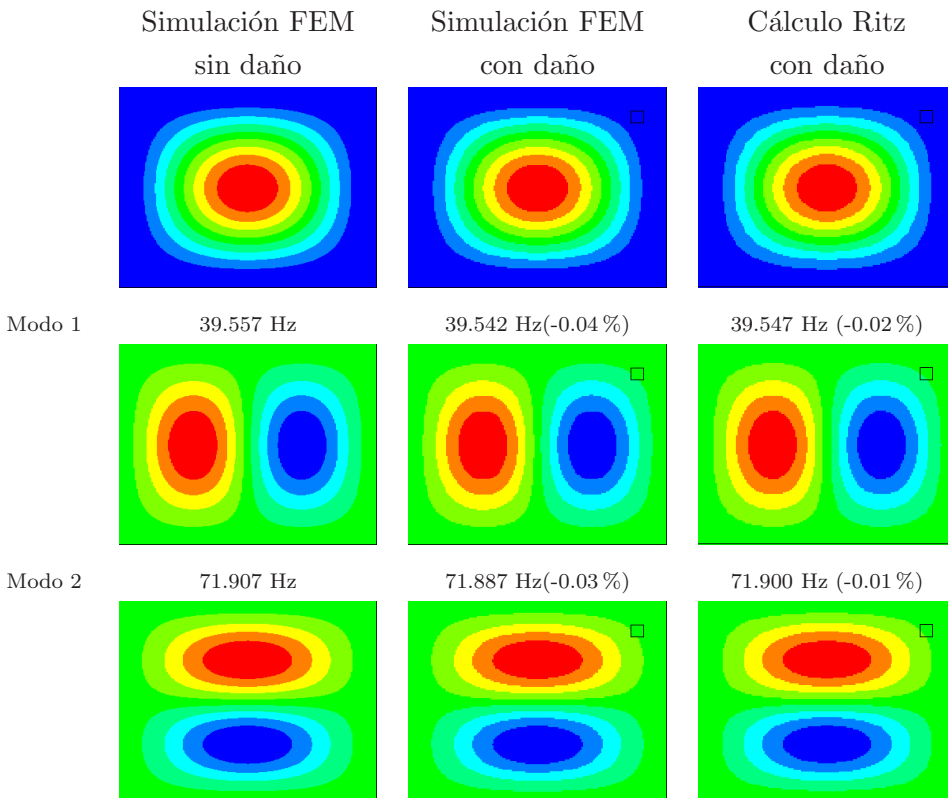 Simulación FEM Simulación FEM Cálculo Ritz
sin daño con daño con daño
Modo 1 39.557 Hz 39.542 Hz(-0.04 %) 39.547 Hz (-0.02 %)
Modo 2 71.907 Hz 71.887 Hz(-0.03 %) 71.900 Hz (-0.01 %)